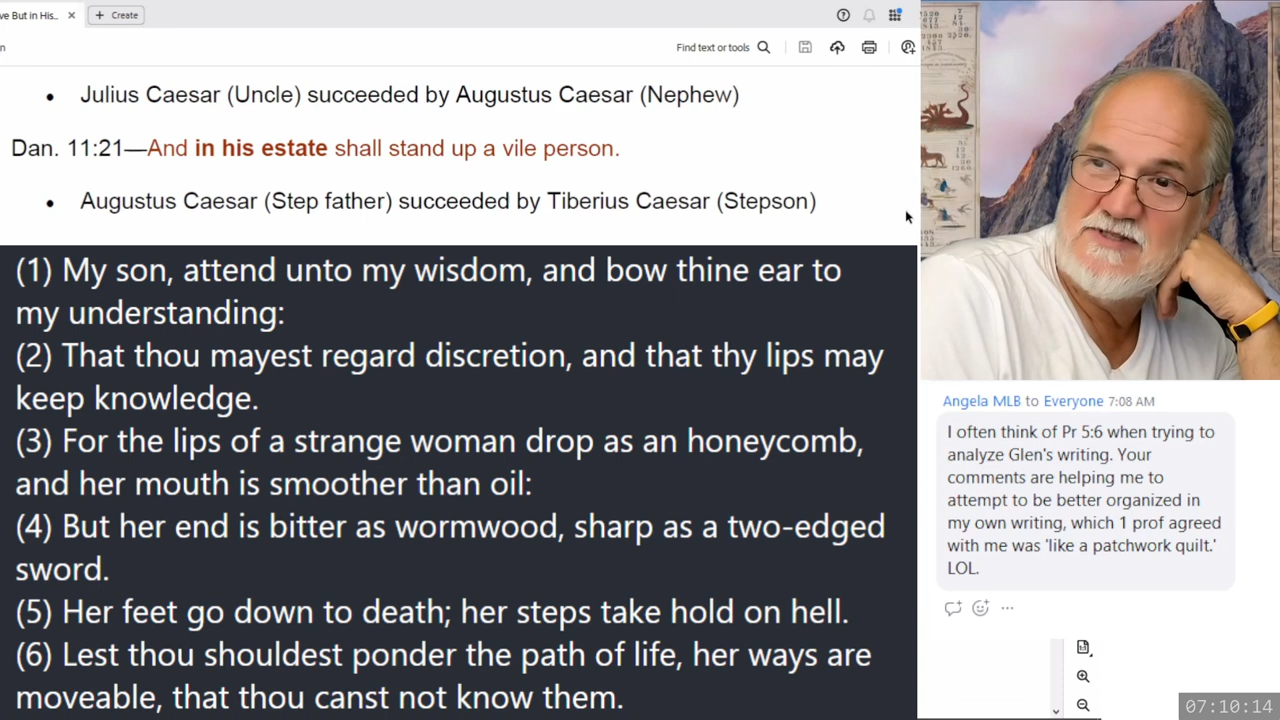 ve But in His..
Create
n
Find text or tools
• Julius Caesar (Uncle) succeeded by Augustus Caesar (Nephew)
Dan. 11:21—And in his estate shall stand up a vile person.
• Augustus Caesar (Step father) succeeded by Tiberius Caesar (Stepson)
(1) My son, attend unto my wisdom, and bow thine ear to
my understanding:
(2) That thou mayest regard discretion, and that thy lips may
keep knowledge.
(3) For the lips of a strange woman drop as an honeycomb,
and her mouth is smoother than oil:
(4) But her end is bitter as wormwood, sharp as a two-edged
sword.
(5) Her feet go down to death; her steps take hold on hell.
(6) Lest thou shouldest ponder the path of life, her ways are
moveable, that thou canst not know them.
2520
1843
1260
Angela MLB to Everyone 7:08 AM
I often think of Pr 5:6 when trying to
analyze Glen's writing. Your
comments are helping me to
attempt to be better organized in
my own writing, which 1 prof agreed
with me was 'like a patchwork quilt.'
LOL.
07:10:14